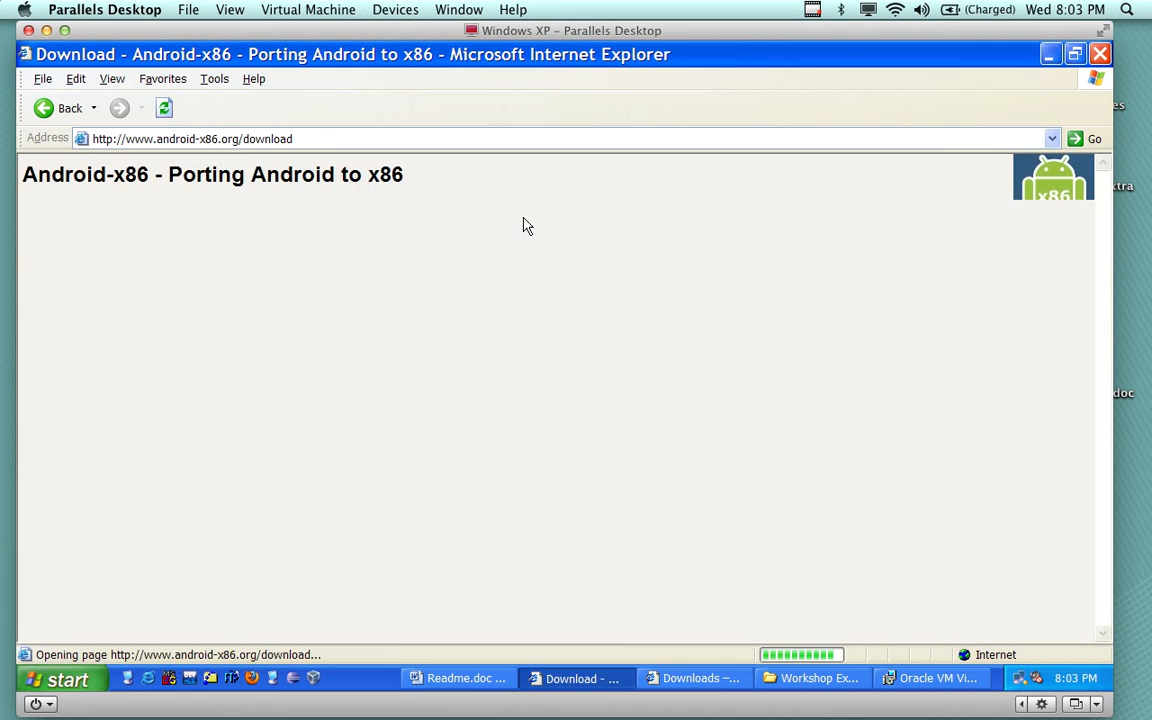 Parallels Desktop File View Virtual Machine Devices Window Help (Charged) Wed 8:03 PM
Windows XP – Parallels Desktop
Download - Android-x86 - Porting Android to x86 - Microsoft Internet Explorer
File Edit View Favorites Tools Help
Back
Address http://www.android-x86.org/download Go
Android-x86 - Porting Android to x86
x86
es
xtra
doc
Opening page http://www.android-x86.org/download... Internet
start Readme.doc ... Download - ... Downloads –... Workshop Ex... Oracle VM Vi... 8:03 PM